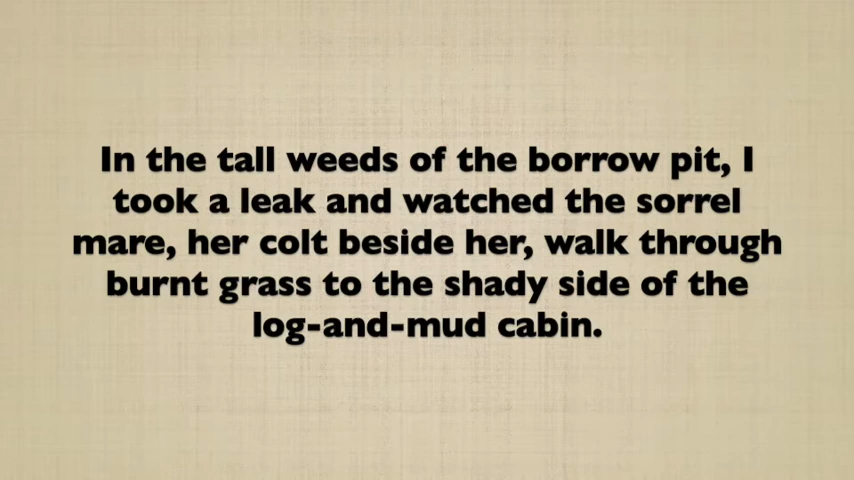 In the tall weeds of the borrow pit, I
took a leak and watched the sorrel
mare, her colt beside her, walk through
burnt grass to the shady side of the
log-and-mud cabin.